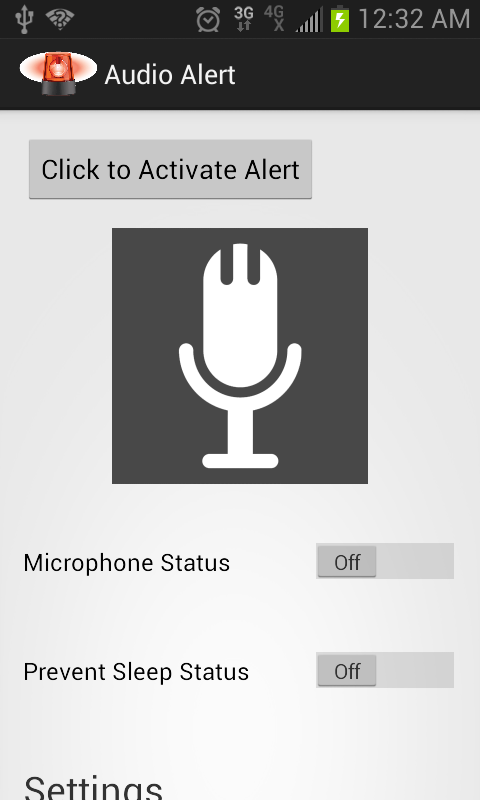 3G 4G X 12:32 AM
Audio Alert
Click to Activate Alert
Microphone Status Off
Prevent Sleep Status Off
Settings